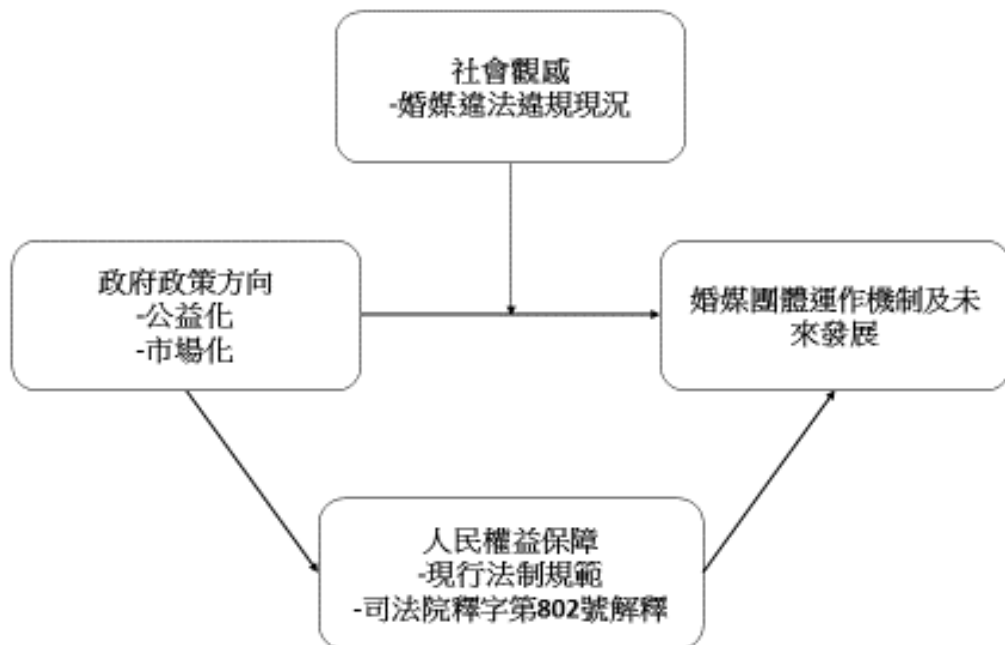 社會觀感
-婚媒違法違規現況
政府政策方向
-公益化
-市場化
婚媒團體運作機制及未
來發展
人民權益保障
-現行法制規範
-司法院釋字第802號解釋